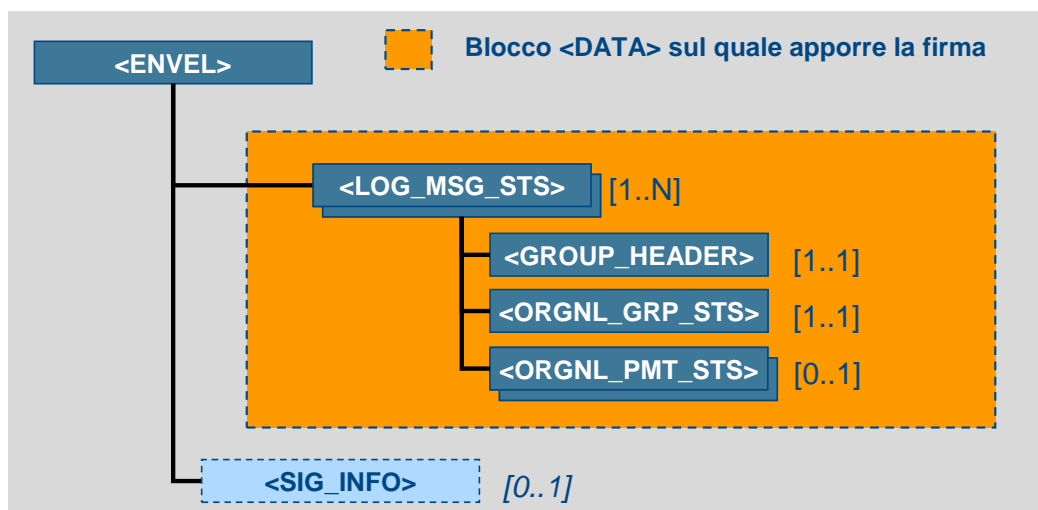 <ENVEL>
Blocco <DATA> sul quale apporre la firma
<LOG_MSG_STS> [1..N]
<GROUP_HEADER> [1..1]
<ORGNL_GRP_STS> [1..1]
<ORGNL_PMT_STS> [0..1]
<SIG_INFO> [0..1]